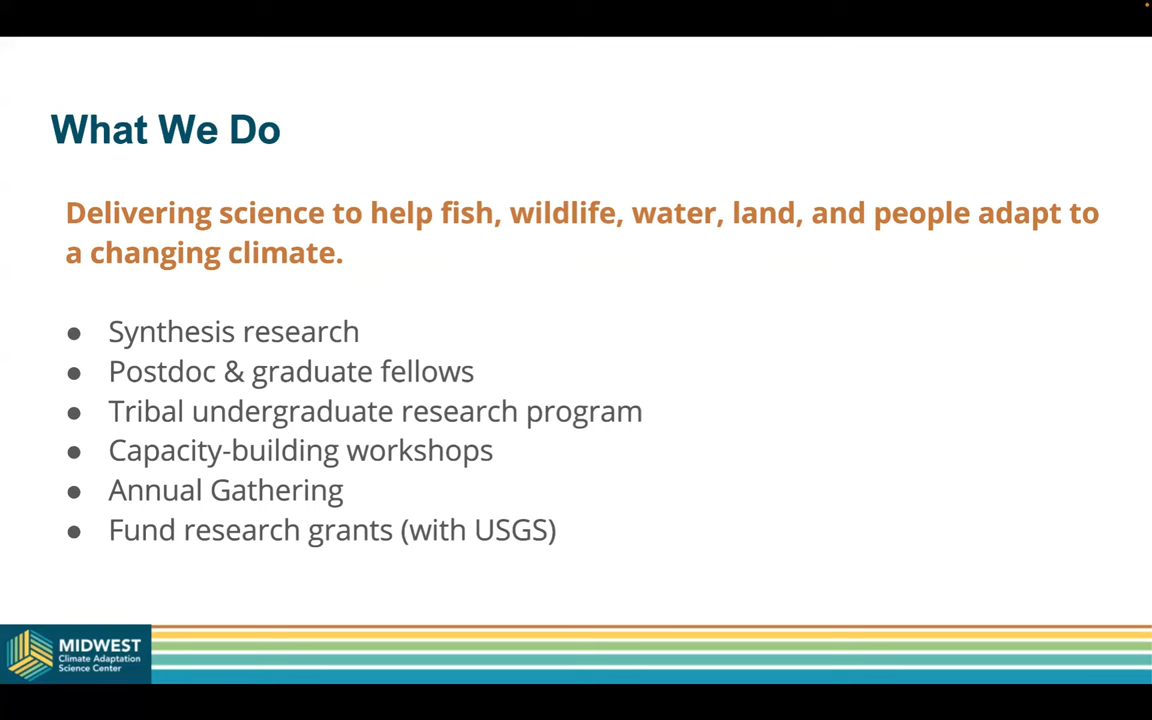 What We Do
Delivering science to help fish, wildlife, water, land, and people adapt to
a changing climate.
● Synthesis research
● Postdoc & graduate fellows
● Tribal undergraduate research program
● Capacity-building workshops
● Annual Gathering
● Fund research grants (with USGS)
MIDWEST
Climate Adaptation
Science Center